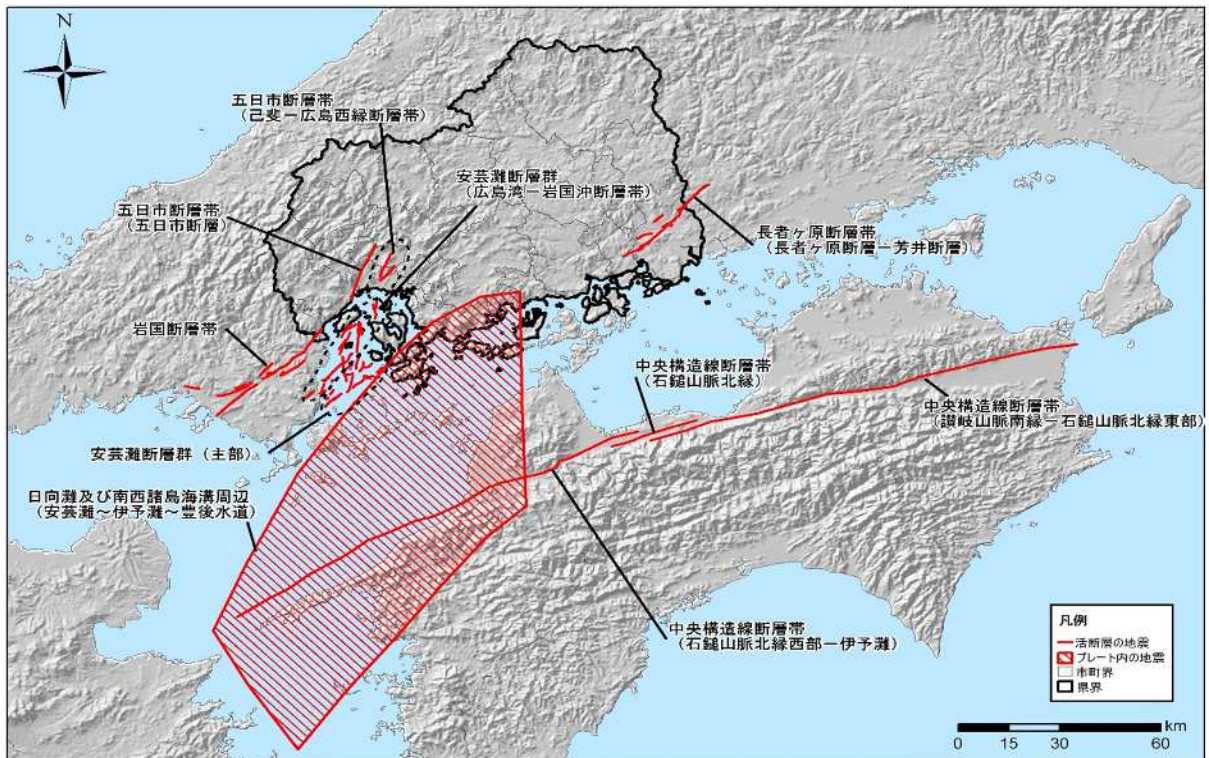 N
五日市断層帯
(己斐ー広島西縁断層帯)
安芸灘断層群
(広島湾ー岩国沖断層帯)
五日市断層帯
(五日市断層)
長者ヶ原断層帯
(長者ヶ原断層ー芳井断層)
岩国断層帯
中央構造線断層帯
(石鎚山脈北縁)
中央構造線断層帯
(讃岐山脈南縁ー石鎚山脈北縁東部)
安芸灘断層群(主部)
日向灘及び南西諸島海溝周辺
(安芸灘~伊予灘~豊後水道)
中央構造線断層帯
(石鎚山脈北縁西部ー伊予灘)
凡例
活断層の地震
プレート内の地震
市町界
県界
km
0 15 30 60